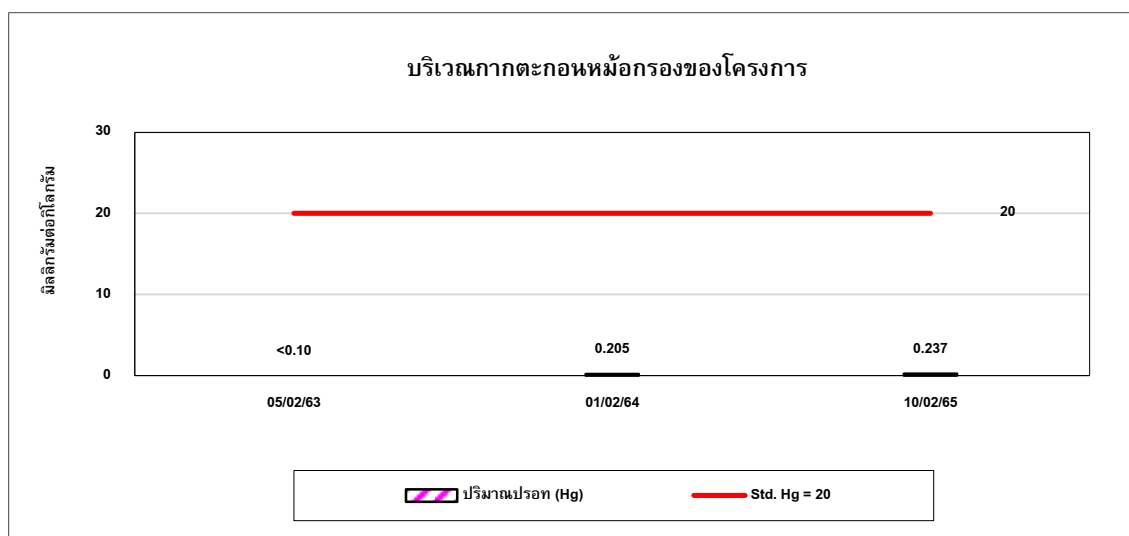 บริเวณกากตะกอนหม้อกรองของโครงการ
มิลลิกรัมต่อกิโลกรัม
30
20
20
10
<0.10 0.205 0.237
0
05/02/63 01/02/64 10/02/65
ปริมาณปรอท (Hg) Std. Hg = 20